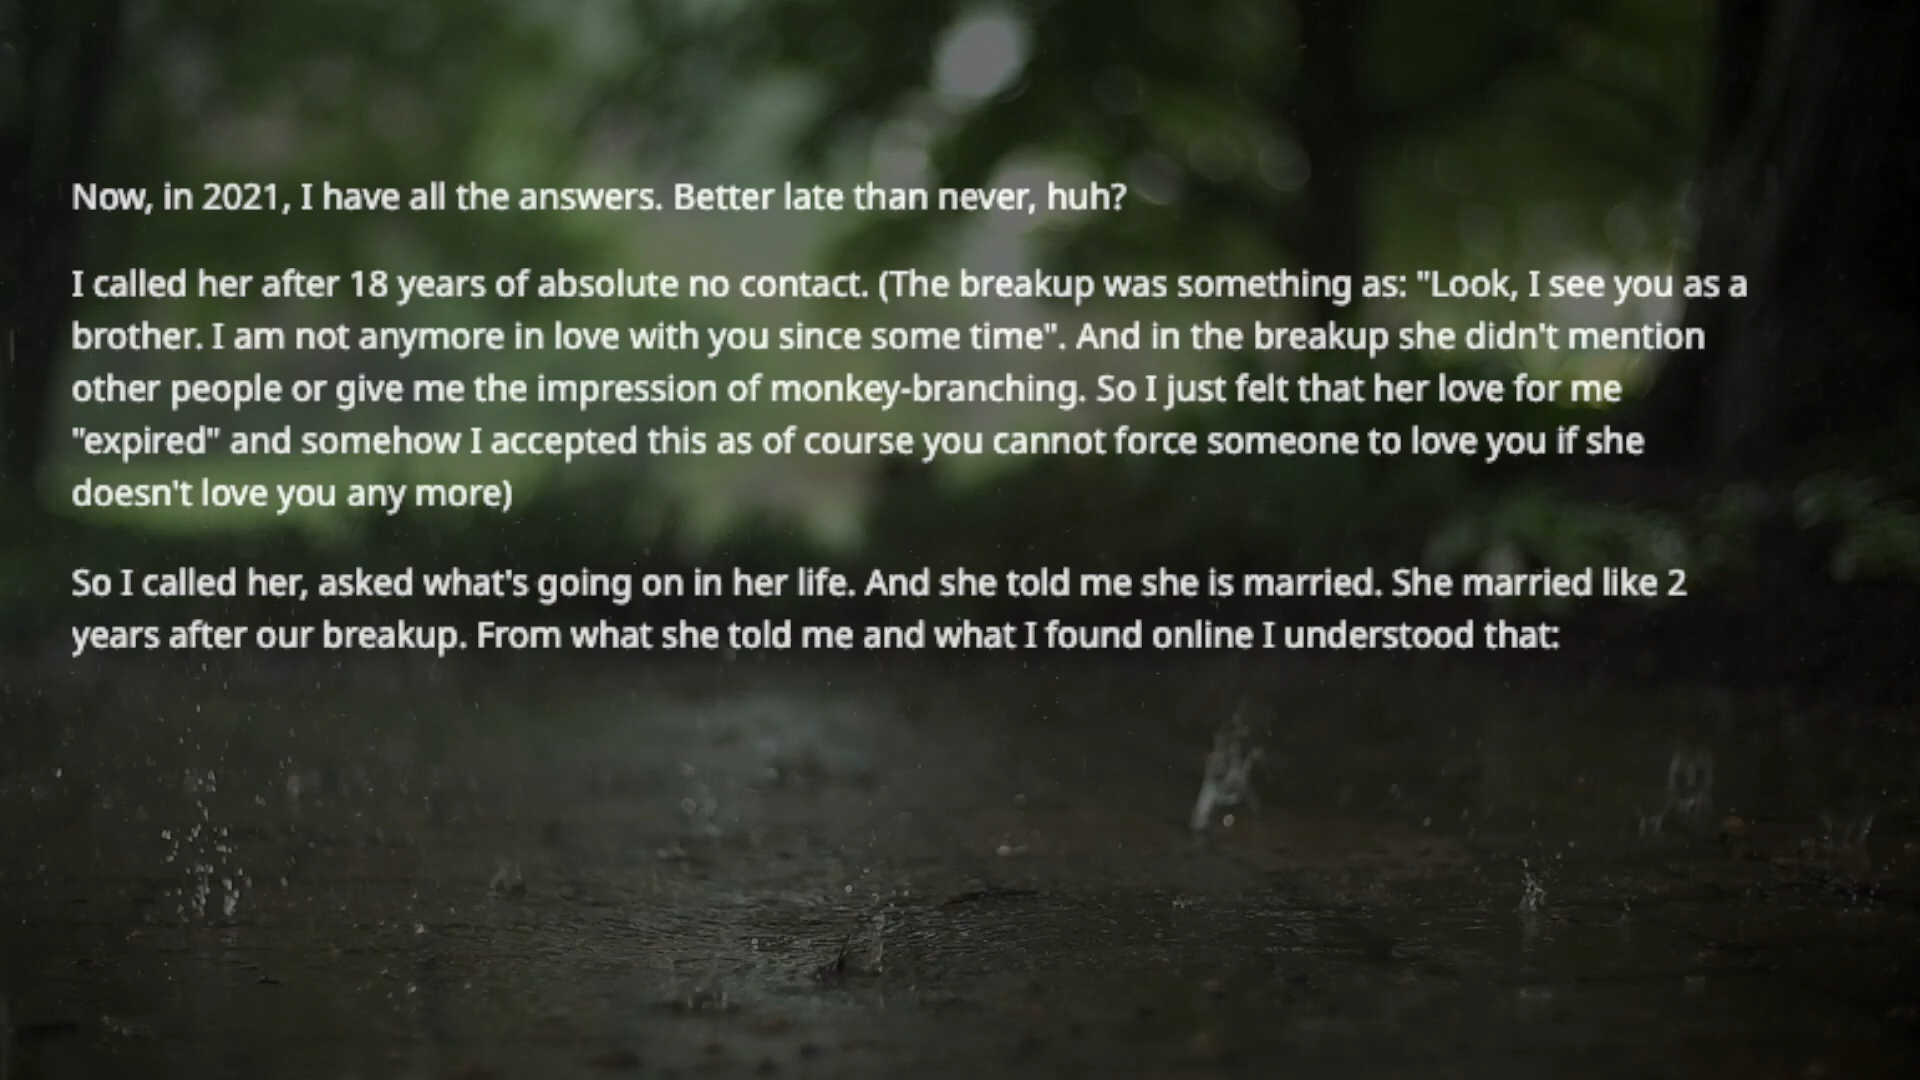 Now, in 2021, I have all the answers. Better late than never, huh?
I called her after 18 years of absolute no contact. (The breakup was something as: "Look, I see you as a
brother. I am not anymore in love with you since some time". And in the breakup she didn't mention
other people or give me the impression of monkey-branching. So I just felt that her love for me
"expired" and somehow I accepted this as of course you cannot force someone to love you if she
doesn't love you any more)
So I called her, asked what's going on in her life. And she told me she is married. She married like 2
years after our breakup. From what she told me and what I found online I understood that: